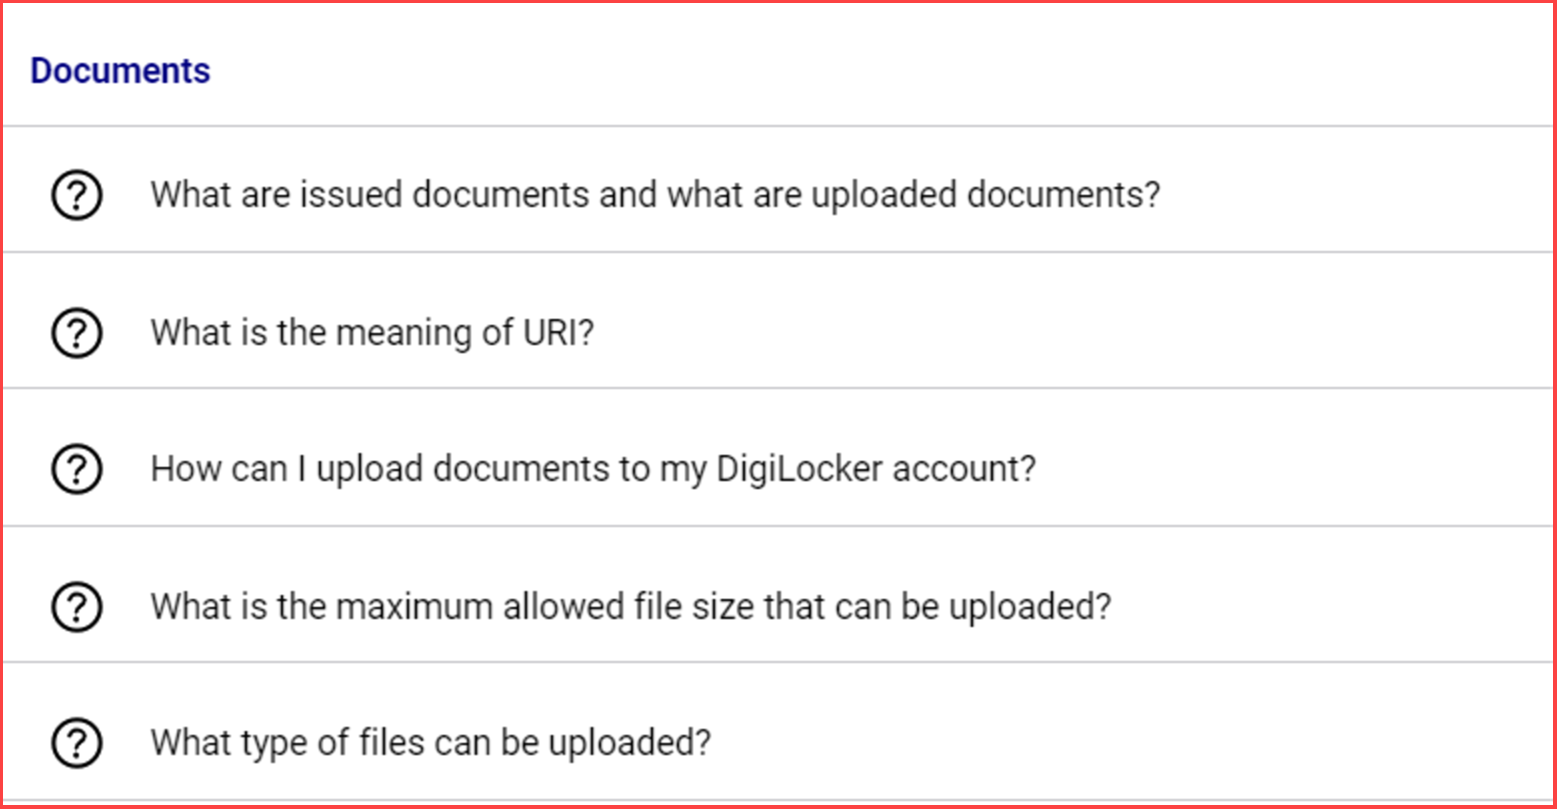 Documents
What are issued documents and what are uploaded documents?
What is the meaning of URI?
How can I upload documents to my DigiLocker account?
What is the maximum allowed file size that can be uploaded?
What type of files can be uploaded?